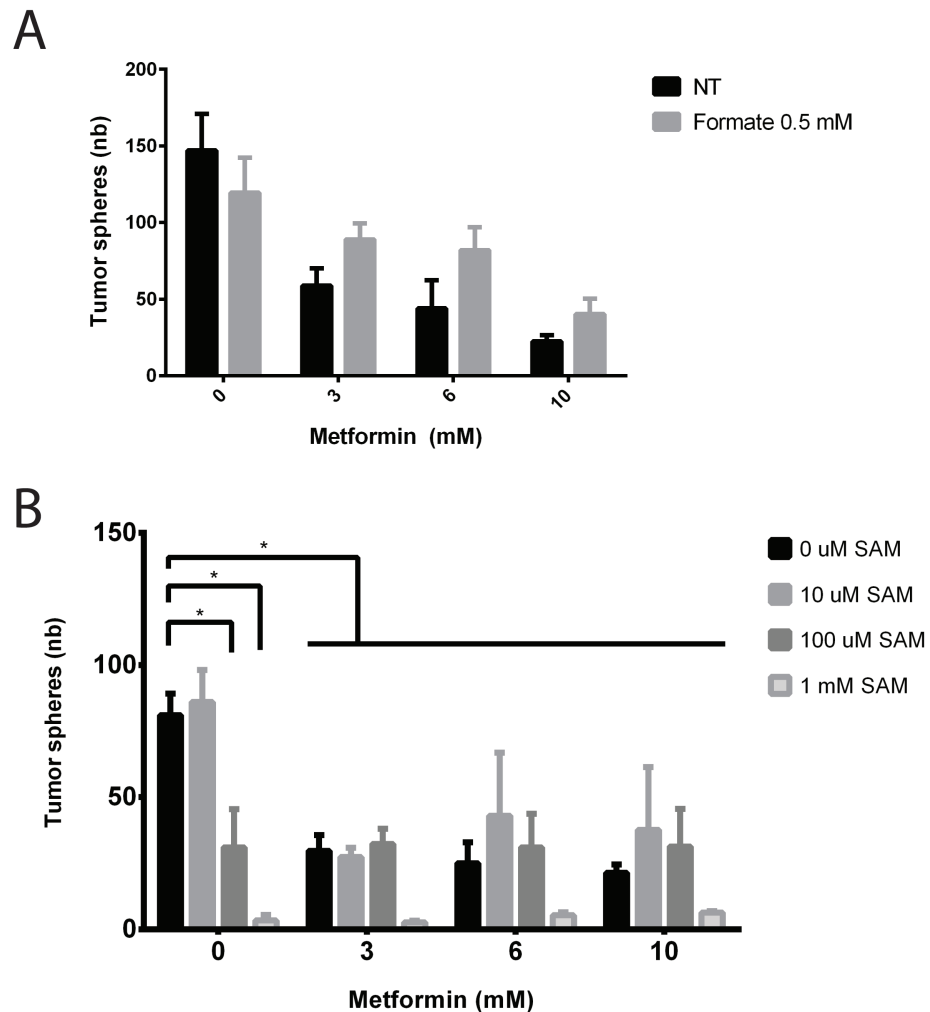 A
200
150
100
50
0
Tumor spheres (nb)
NT
Formate 0.5 mM
0 3 6 10
Metformin (mM)
B
150
100
50
0
Tumor spheres (nb)
*
*
*
0 uM SAM
10 uM SAM
100 uM SAM
1 mM SAM
0 3 6 10
Metformin (mM)